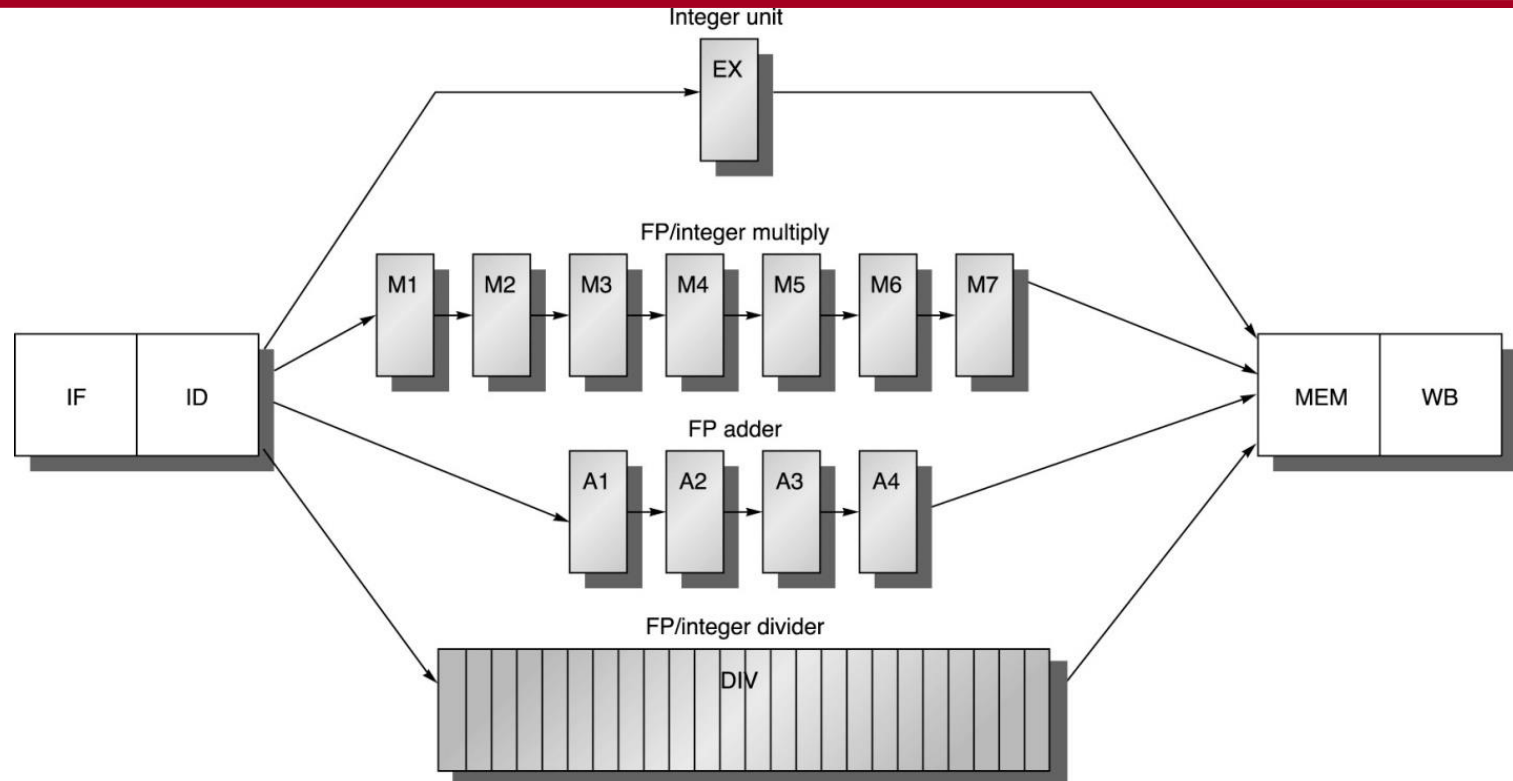 Integer unit
EX
FP/integer multiply
M1 M2 M3 M4 M5 M6 M7
IF ID
MEM WB
FP adder
A1 A2 A3 A4
FP/integer divider
DIV